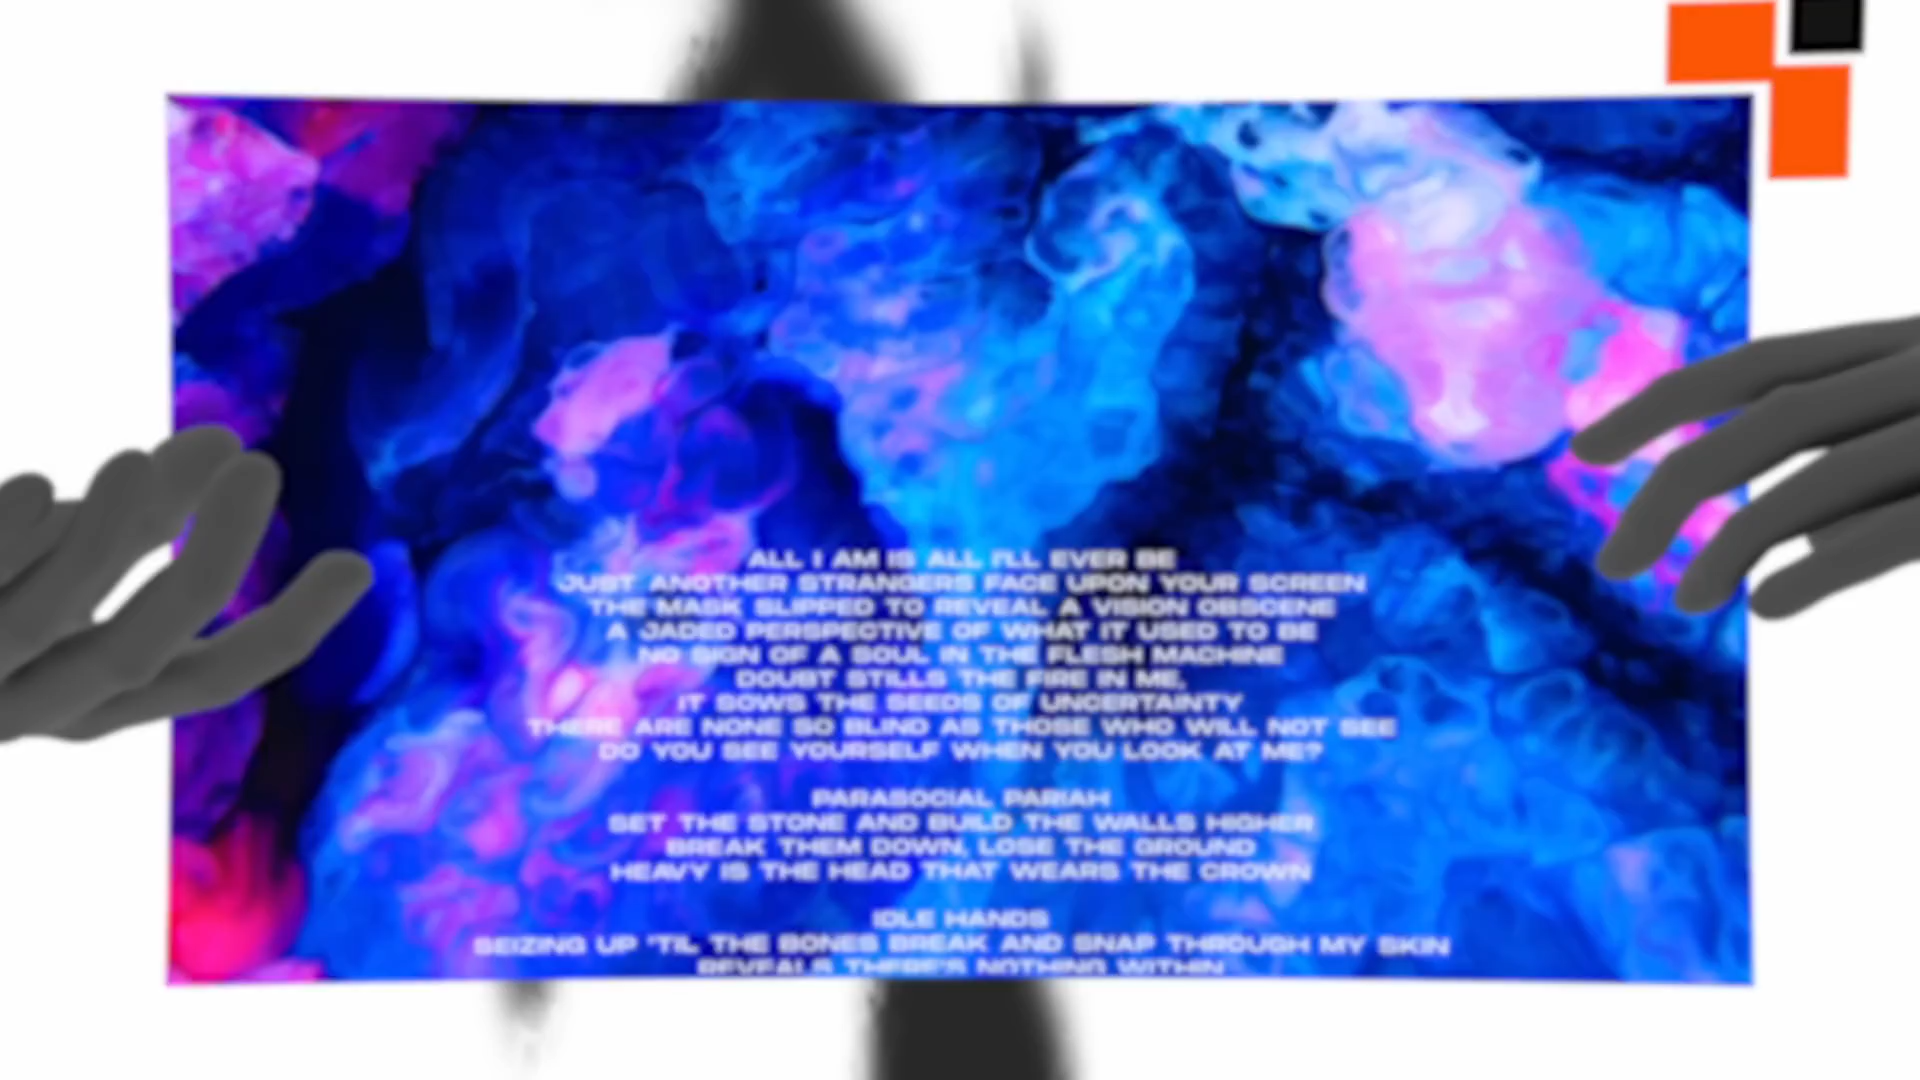 ALL I AM IS ALL I'LL EVER BE
JUST ANOTHER STRANGERS FACE UPON YOUR SCREEN
THE MASK SLIPPED TO REVEAL A VISION OBSCENE
A JADED PERSPECTIVE OF WHAT IT USED TO BE
NO SIGN OF A SOUL IN THE FLESH MACHINE
DOUBT STILLS THE FIRE IN ME,
IT SOWS THE SEEDS OF UNCERTAINTY
THERE ARE NONE SO BLIND AS THOSE WHO WILL NOT SEE
DO YOU SEE YOURSELF WHEN YOU LOOK AT ME?
PARASOCIAL PARIAH
SET THE STONE AND BUILD THE WALLS HIGHER
BREAK THEM DOWN, LOSE THE GROUND
HEAVY IS THE HEAD THAT WEARS THE CROWN
IDLE HANDS
SEIZING UP 'TIL THE BONES BREAK AND SNAP THROUGH MY SKIN
REVEALS THERE'S NOTHING WITHIN